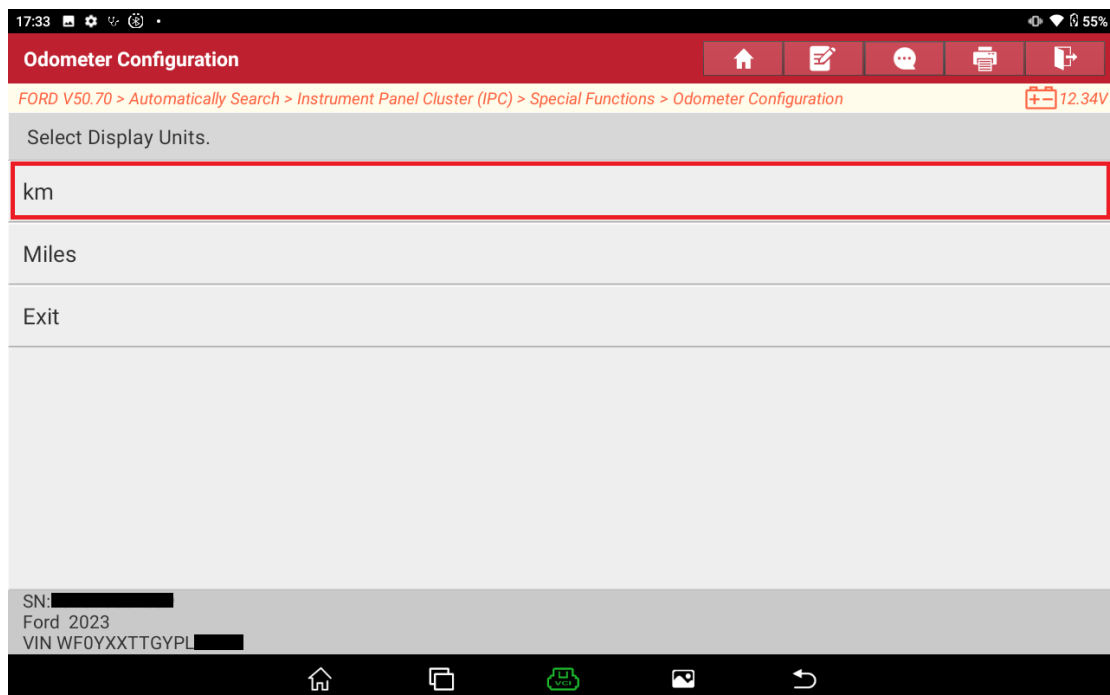 17:33
55%
Odometer Configuration
FORD V50.70 > Automatically Search > Instrument Panel Cluster (IPC) > Special Functions > Odometer Configuration
12.34V
Select Display Units.
km
Miles
Exit
SN:
Ford 2023
VIN WF0YXXTTGYPL
VCI